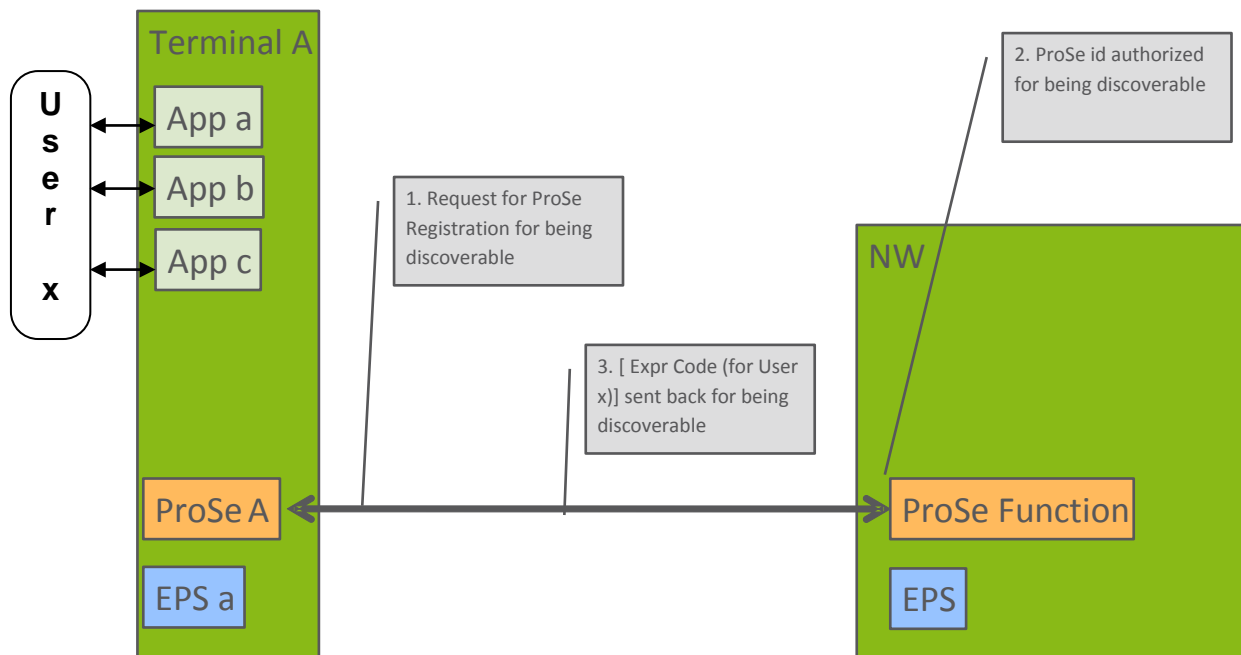 Terminal A
User x
App a
App b
App c
1. Request for ProSe
Registration for being
discoverable
2. ProSe id authorized
for being discoverable
NW
3. [ Expr Code (for User
x)] sent back for being
discoverable
ProSe A
ProSe Function
EPS a
EPS